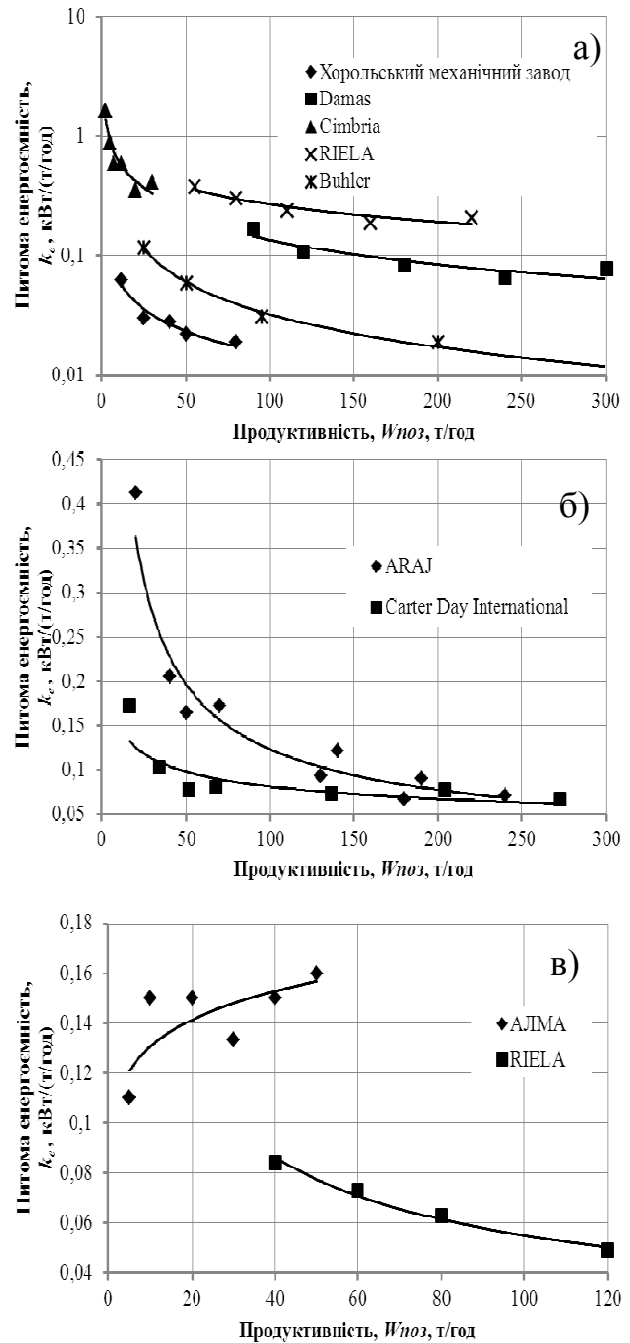 а)
10
1
0,1
0,01
Питома енергоємність,
kе, кВт/(т/год)
Хорольський механічний завод
Damas
Cimbria
RIELA
Buhler
0 50 100 150 200 250 300
Продуктивність, Wпоз, т/год
б)
0,45
0,4
0,35
0,3
0,25
0,2
0,15
0,1
0,05
Питома енергоємність,
kе, кВт/(т/год)
ARAJ
Carter Day International
0 50 100 150 200 250 300
Продуктивність, Wпоз, т/год
в)
0,18
0,16
0,14
0,12
0,1
0,08
0,06
0,04
Питома енергоємність,
kе, кВт/(т/год)
АЛМА
RIELA
0 20 40 60 80 100 120
Продуктивність, Wпоз, т/год